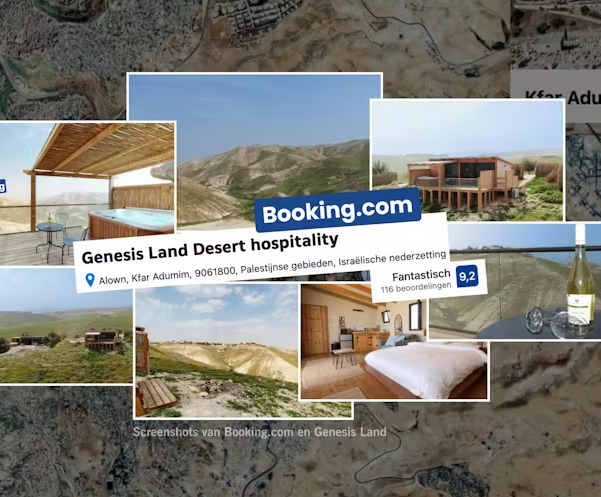 Kfar Adu
g
Booking.com
Genesis Land Desert hospitality
Alown, Kfar Adumim, 9061800, Palestijnse gebieden, Israëlische nederzetting
Fantastisch
116 beoordelingen
9,2
Screenshots van Booking.com en Genesis Land